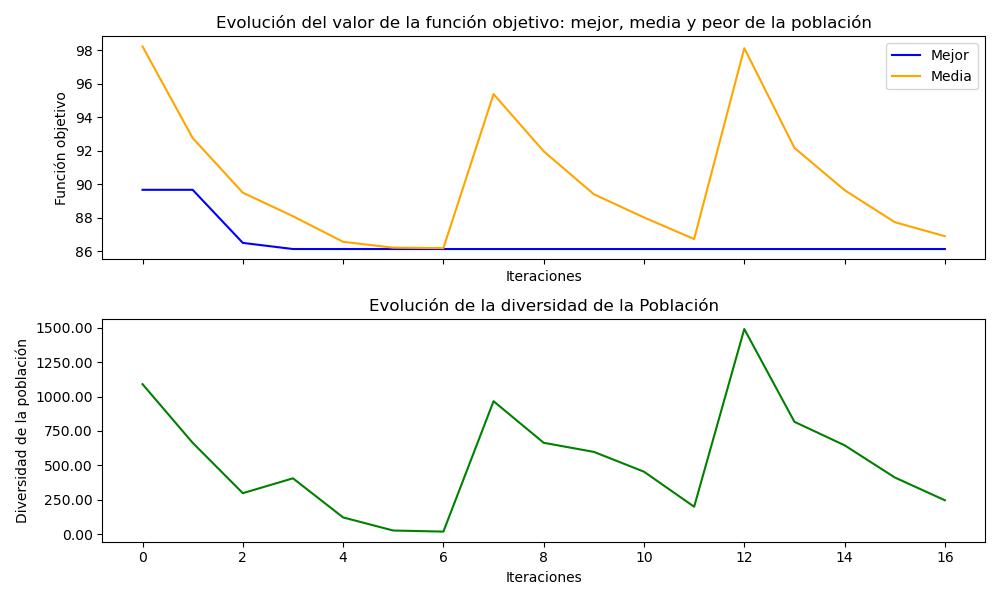 Evolución del valor de la función objetivo: mejor, media y peor de la población
Función objetivo
98
96
94
92
90
88
86
Mejor
Media
Iteraciones
Evolución de la diversidad de la Población
Diversidad de la población
1500.00
1250.00
1000.00
750.00
500.00
250.00
0.00
0 2 4 6 8 10 12 14 16
Iteraciones